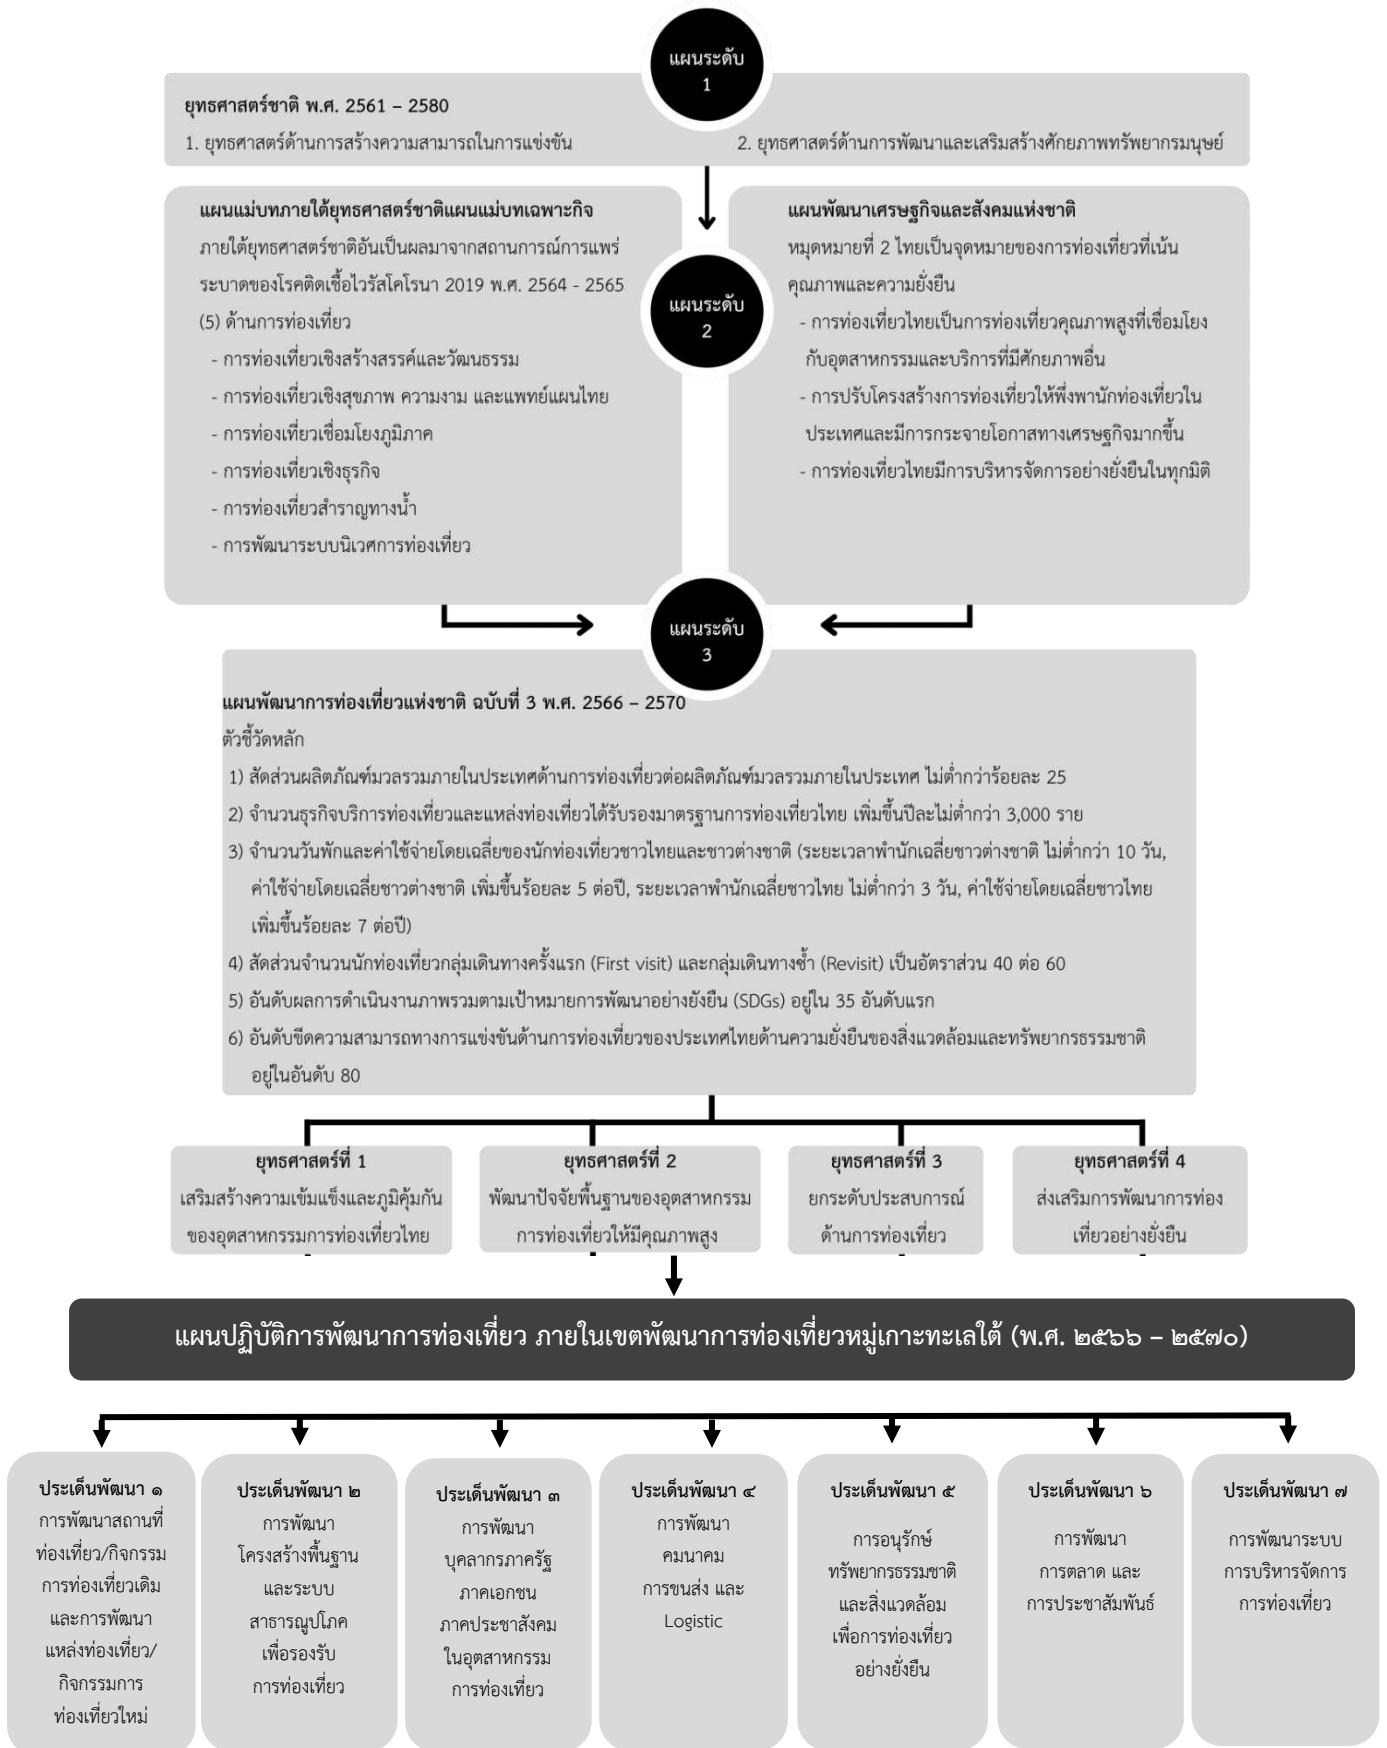 แผนระดับ
1
ยุทธศาสตร์ชาติ พ.ศ. 2561 – 2580
1. ยุทธศาสตร์ด้านการสร้างความสามารถในการแข่งขัน
2. ยุทธศาสตร์ด้านการพัฒนาและเสริมสร้างศักยภาพทรัพยากรมนุษย์
แผนแม่บทภายใต้ยุทธศาสตร์ชาติแผนแม่บทเฉพาะกิจ
ภายใต้ยุทธศาสตร์ชาติอันเป็นผลมาจากสถานการณ์การแพร่
ระบาดของโรคติดเชื้อไวรัสโคโรนา 2019 พ.ศ. 2564 - 2565
(5) ด้านการท่องเที่ยว
- การท่องเที่ยวเชิงสร้างสรรค์และวัฒนธรรม
- การท่องเที่ยวเชิงสุขภาพ ความงาม และแพทย์แผนไทย
- การท่องเที่ยวเชื่อมโยงภูมิภาค
- การท่องเที่ยวเชิงธุรกิจ
- การท่องเที่ยวสำราญทางน้ำ
- การพัฒนาระบบนิเวศการท่องเที่ยว
แผนระดับ
2
แผนพัฒนาเศรษฐกิจและสังคมแห่งชาติ
หมุดหมายที่ 2 ไทยเป็นจุดหมายของการท่องเที่ยวที่เน้น
คุณภาพและความยั่งยืน
- การท่องเที่ยวไทยเป็นการท่องเที่ยวคุณภาพสูงที่เชื่อมโยง
กับอุตสาหกรรมและบริการที่มีศักยภาพอื่น
- การปรับโครงสร้างการท่องเที่ยวให้พึ่งพานักท่องเที่ยวใน
ประเทศและมีการกระจายโอกาสทางเศรษฐกิจมากขึ้น
- การท่องเที่ยวไทยมีการบริหารจัดการอย่างยั่งยืนในทุกมิติ
แผนระดับ
3
แผนพัฒนาการท่องเที่ยวแห่งชาติ ฉบับที่ 3 พ.ศ. 2566 – 2570
ตัวชี้วัดหลัก
1) สัดส่วนผลิตภัณฑ์มวลรวมภายในประเทศด้านการท่องเที่ยวต่อผลิตภัณฑ์มวลรวมภายในประเทศ ไม่ต่ำกว่าร้อยละ 25
2) จำนวนธุรกิจบริการท่องเที่ยวและแหล่งท่องเที่ยวได้รับรองมาตรฐานการท่องเที่ยวไทย เพิ่มขึ้นปีละไม่ต่ำกว่า 3,000 ราย
3) จำนวนวันพักและค่าใช้จ่ายโดยเฉลี่ยของนักท่องเที่ยวชาวไทยและชาวต่างชาติ (ระยะเวลาพำนักเฉลี่ยชาวต่างชาติ ไม่ต่ำกว่า 10 วัน,
ค่าใช้จ่ายโดยเฉลี่ยชาวต่างชาติ เพิ่มขึ้นร้อยละ 5 ต่อปี, ระยะเวลาพำนักเฉลี่ยชาวไทย ไม่ต่ำกว่า 3 วัน, ค่าใช้จ่ายโดยเฉลี่ยชาวไทย
เพิ่มขึ้นร้อยละ 7 ต่อปี)
4) สัดส่วนจำนวนนักท่องเที่ยวกลุ่มเดินทางครั้งแรก (First visit) และกลุ่มเดินทางซ้ำ (Revisit) เป็นอัตราส่วน 40 ต่อ 60
5) อันดับผลการดำเนินงานภาพรวมตามเป้าหมายการพัฒนาอย่างยั่งยืน (SDGs) อยู่ใน 35 อันดับแรก
6) อันดับขีดความสามารถทางการแข่งขันด้านการท่องเที่ยวของประเทศไทยด้านความยั่งยืนของสิ่งแวดล้อมและทรัพยากรธรรมชาติ
อยู่ในอันดับ 80
ยุทธศาสตร์ที่ 1
เสริมสร้างความเข้มแข็งและภูมิคุ้มกัน
ของอุตสาหกรรมการท่องเที่ยวไทย
ยุทธศาสตร์ที่ 2
พัฒนาปัจจัยพื้นฐานของอุตสาหกรรม
การท่องเที่ยวให้มีคุณภาพสูง
ยุทธศาสตร์ที่ 3
ยกระดับประสบการณ์
ด้านการท่องเที่ยว
ยุทธศาสตร์ที่ 4
ส่งเสริมการพัฒนาการท่อง
เที่ยวอย่างยั่งยืน
แผนปฏิบัติการพัฒนาการท่องเที่ยว ภายในเขตพัฒนาการท่องเที่ยวหมู่เกาะทะเลใต้ (พ.ศ. ๒๕๖๖ – ๒๕๗๐)
ประเด็นพัฒนา ๑
การพัฒนาสถานที่
ท่องเที่ยว/กิจกรรม
การท่องเที่ยวเดิม
และการพัฒนา
แหล่งท่องเที่ยว/
กิจกรรมการ
ท่องเที่ยวใหม่
ประเด็นพัฒนา ๒
การพัฒนา
โครงสร้างพื้นฐาน
และระบบ
สาธารณูปโภค
เพื่อรองรับ
การท่องเที่ยว
ประเด็นพัฒนา ๓
การพัฒนา
บุคลากรภาครัฐ
ภาคเอกชน
ภาคประชาสังคม
ในอุตสาหกรรม
การท่องเที่ยว
ประเด็นพัฒนา ๔
การพัฒนา
คมนาคม
การขนส่ง และ
Logistic
ประเด็นพัฒนา ๕
การอนุรักษ์
ทรัพยากรธรรมชาติ
และสิ่งแวดล้อม
เพื่อการท่องเที่ยว
อย่างยั่งยืน
ประเด็นพัฒนา ๖
การพัฒนา
การตลาด และ
การประชาสัมพันธ์
ประเด็นพัฒนา ๗
การพัฒนาระบบ
การบริหารจัดการ
การท่องเที่ยว